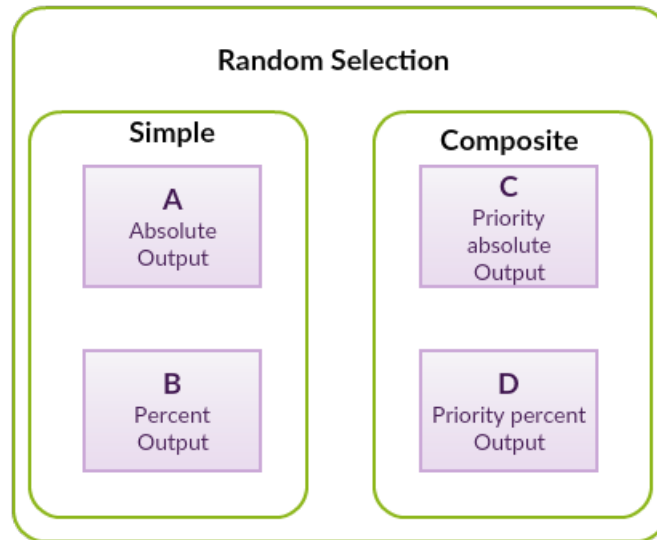 Random Selection
Simple
A
Absolute
Output
B
Percent
Output
Composite
C
Priority
absolute
Output
D
Priority percent
Output